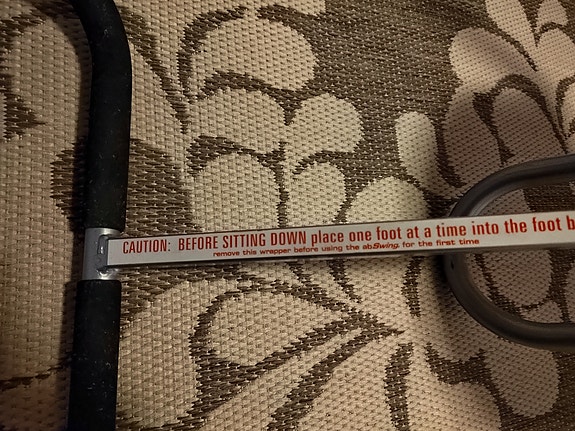 CAUTION: BEFORE SITTING DOWN place one foot at a time into the foot b
remove this wrapper before using the abSwing. for the first time